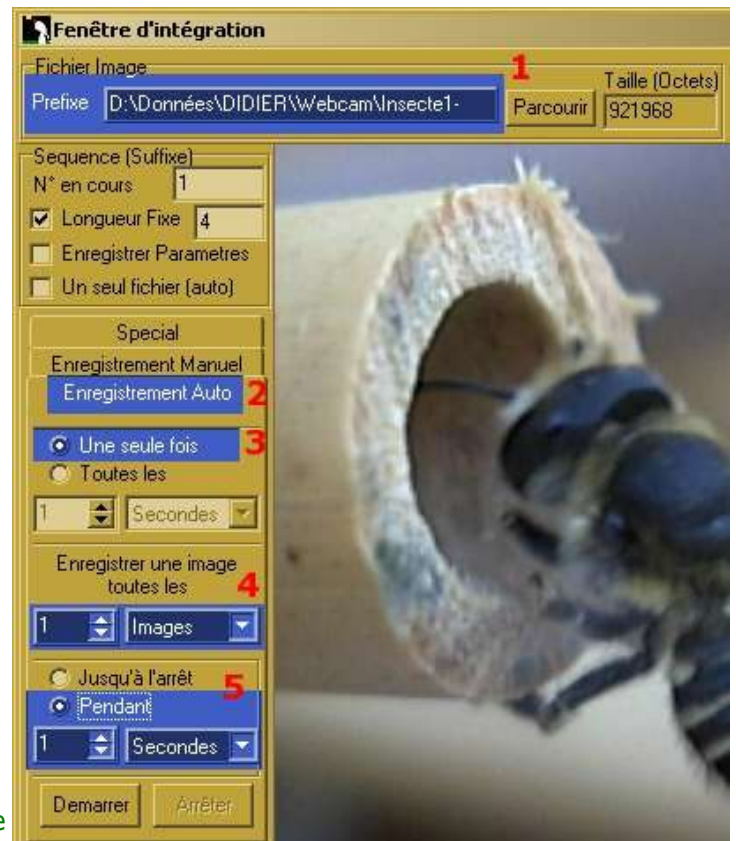 Fenêtre d'intégration
Fichier Image
1
Taille (Octets)
Prefixe D:\Données\DIDIER\Webcam\Insecte1- Parcourir 921968
Sequence (Suffixe)
N° en cours 1
Longueur Fixe 4
Enregistrer Parametres
Un seul fichier (auto)
Special
Enregistrement Manuel
Enregistrement Auto 2
Une seule fois 3
Toutes les
1 Secondes
Enregistrer une image
toutes les 4
1 Images
Jusqu'à l'arrêt 5
Pendant
1 Secondes
Demarrer Arrêter
e